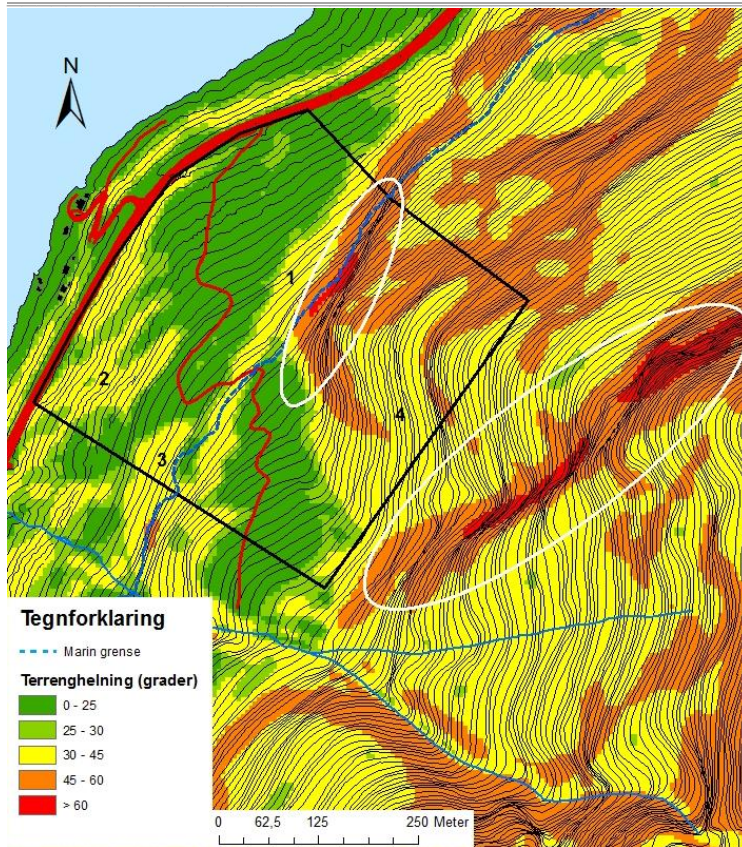 N
1
2
3
4
Tegnforklaring
Marin grense
Terrenghelning (grader)
0 - 25
25 - 30
30 - 45
45 - 60
> 60
0 62,5 125 250 Meter